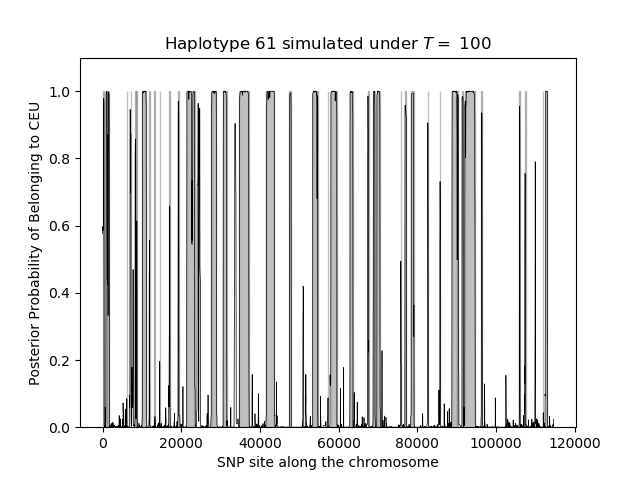 Haplotype 61 simulated under T = 100
Posterior Probability of Belonging to CEU
1.0
0.8
0.6
0.4
0.2
0.0
0 20000 40000 60000 80000 100000 120000
SNP site along the chromosome